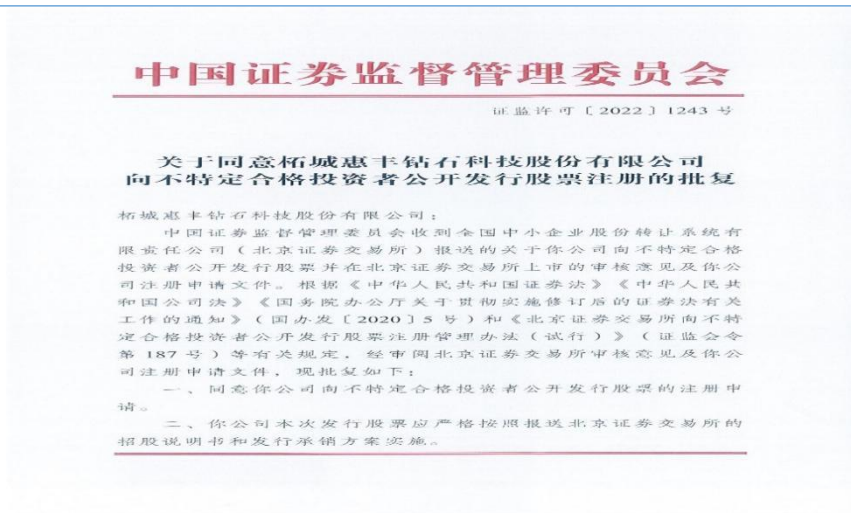 中国证券监督管理委员会
证监许可〔2022〕1243 号
关于同意柘城惠丰钻石科技股份有限公司
向不特定合格投资者公开发行股票注册的批复
柘城惠丰钻石科技股份有限公司：
中国证券监督管理委员会收到全国中小企业股份转让系统有
限责任公司（北京证券交易所）报送的关于你公司向不特定合格
投资者公开发行股票并在北京证券交易所上市的审核意见及你公
司注册申请文件。根据《中华人民共和国证券法》《中华人民共
和国公司法》《国务院办公厅关于贯彻实施修订后的证券法有关
工作的通知》（国办发〔2020〕5 号）和《北京证券交易所向不特
定合格投资者公开发行股票注册管理办法（试行）》（证监会令
第 187 号）等有关规定，经审阅北京证券交易所审核意见及你公
司注册申请文件，现批复如下：
一、同意你公司向不特定合格投资者公开发行股票的注册申
请。
二、你公司本次发行股票应严格按照报送北京证券交易所的
招股说明书和发行承销方案实施。